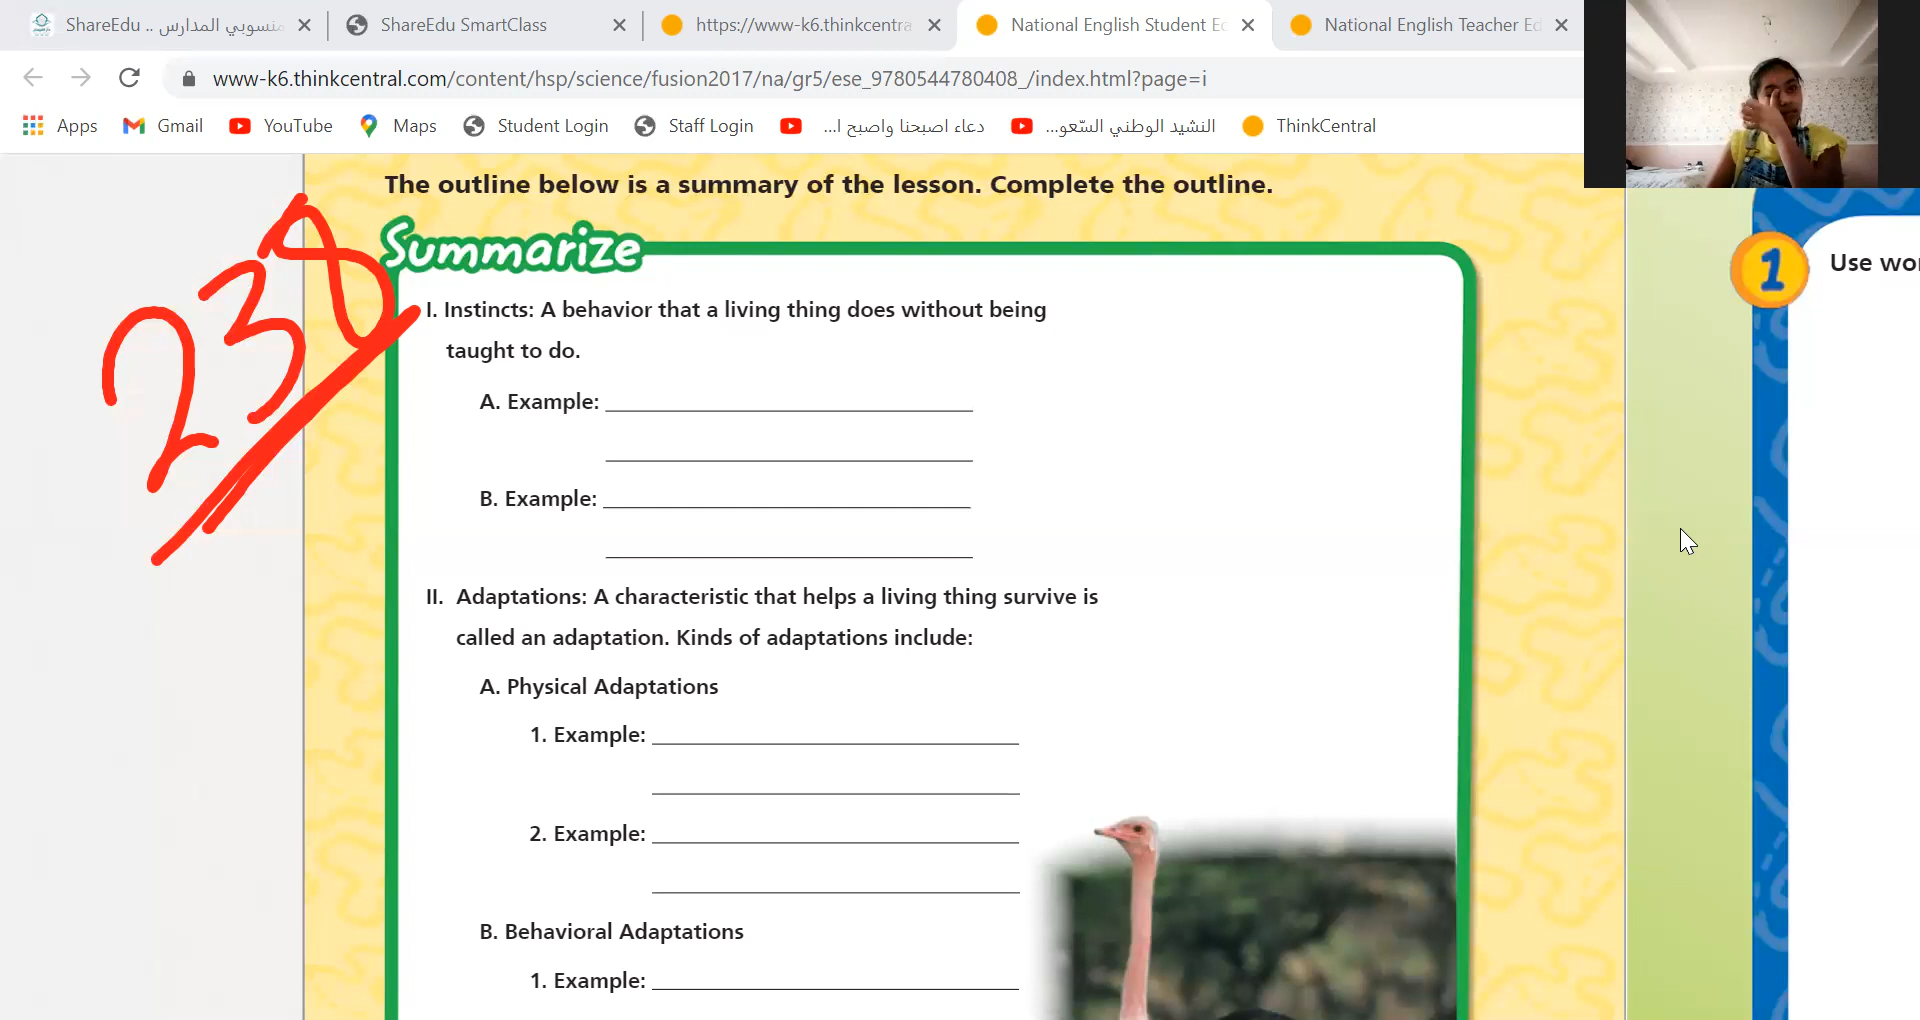 ShareEdu .. منسوبي المدارس
ShareEdu SmartClass
https://www-k6.thinkcentra
National English Student Ec
National English Teacher Ed
www-k6.thinkcentral.com/content/hsp/science/fusion2017/na/gr5/ese_9780544780408_/index.html?page=i
Apps
Gmail
YouTube
Maps
Student Login
Staff Login
دعاء اصبحنا واصبح ا...
النشيد الوطني السّعو...
ThinkCentral
The outline below is a summary of the lesson. Complete the outline.
Summarize
238
I. Instincts: A behavior that a living thing does without being
taught to do.
A. Example:
B. Example:
II. Adaptations: A characteristic that helps a living thing survive is
called an adaptation. Kinds of adaptations include:
A. Physical Adaptations
1. Example:
2. Example:
B. Behavioral Adaptations
1. Example:
1
Use wor